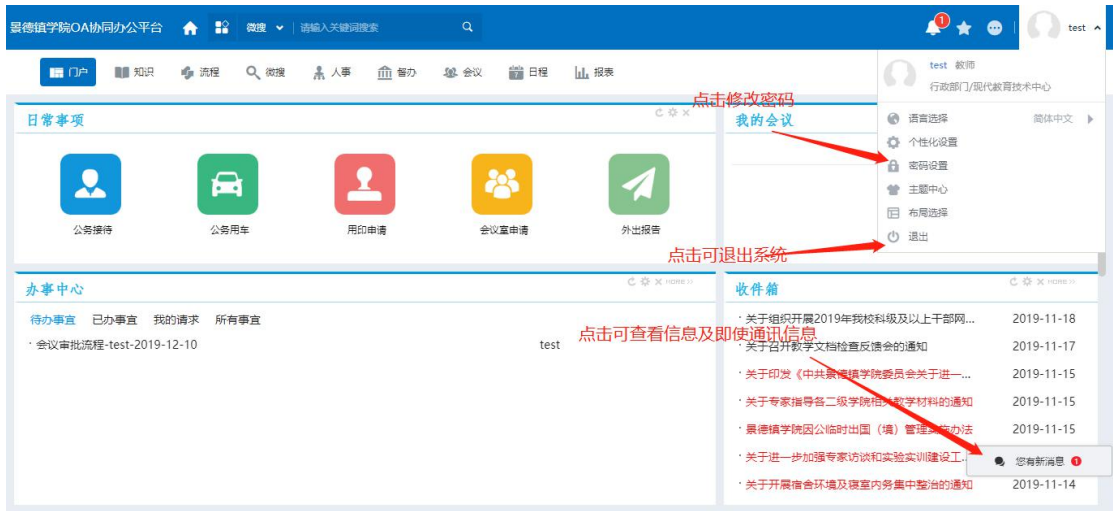 景德镇学院OA协同办公平台 微搜 请输入关键词搜索 1 test
门户 知识 流程 微搜 人事 督办 会议 日程 报表
test 教师
行政部门/现代教育技术中心
点击修改密码
日常事项
我的会议
语言选择 简体中文
个性化设置
密码设置
主题中心
布局选择
退出
公务接待 公务用车 用印申请 会议室申请 外出报告
点击可退出系统
办事中心 MORE>>
收件箱 MORE>>
待办事宜 已办事宜 我的请求 所有事宜
·会议审批流程-test-2019-12-10 test
点击可查看信息及即使通讯信息
·关于组织开展2019年我校科级及以上干部网... 2019-11-18
·关于召开教学文档检查反馈会的通知 2019-11-17
·关于印发《中共景德镇学院委员会关于进一... 2019-11-15
·关于专家指导各二级学院相关教学材料的通知 2019-11-15
·景德镇学院因公临时出国（境）管理实施办法 2019-11-15
·关于进一步加强专家访谈和实验实训建设工...
您有新消息 1
·关于开展宿舍环境及寝室内务集中整治的通知 2019-11-14